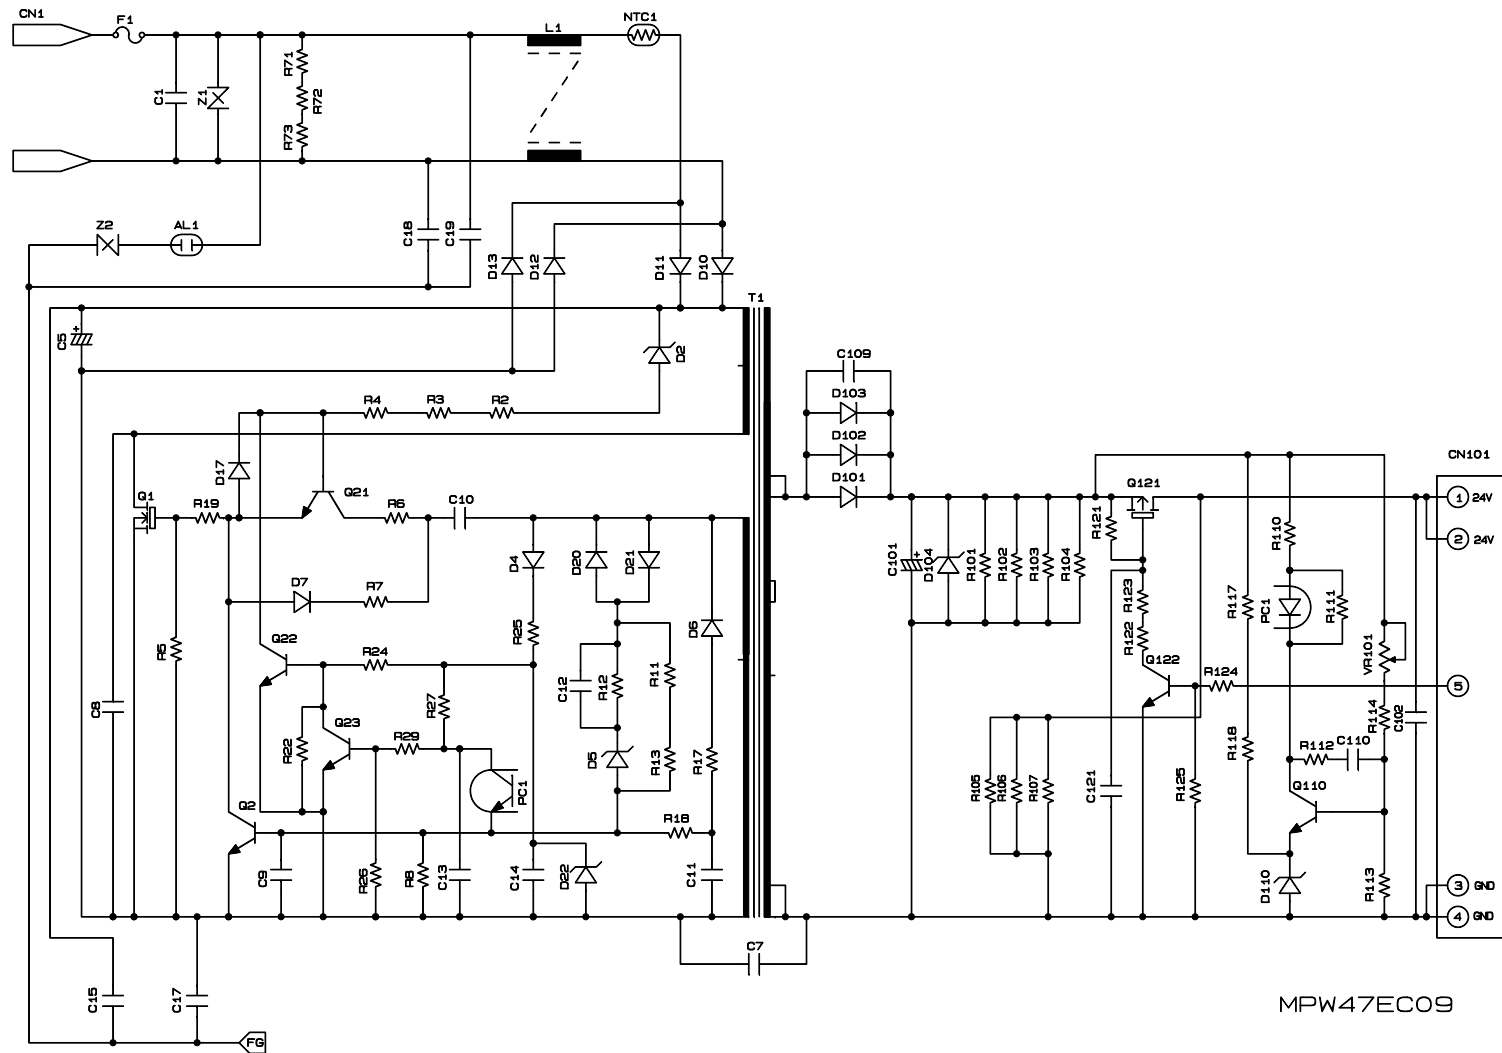 CN1
F1
L1
NTC1
C1
Z1
R71
R72
R73
Z2
AL1
C18
C19
D13
D12
D11
D10
T1
C5
D2
C109
R4
R3
R2
D103
D102
D101
D17
Q1
R19
Q21
R6
C10
CN101
Q121
1
24V
2
24V
D4
D20
D21
C101
D104
R101
R102
R103
R104
R121
R110
D7
R7
R123
R117
PC1
R111
R5
Q22
R25
D6
R122
R24
C12
R12
R11
Q122
R124
VR101
5
C8
R27
R114
C102
R22
Q23
R29
D5
R13
R17
R118
R112
C110
PC1
R105
R106
R107
C121
R125
Q110
Q2
R18
C9
R26
R8
C13
C14
D22
C11
D110
R113
3
GND
4
GND
C7
C15
C17
MPW47EC09
FG